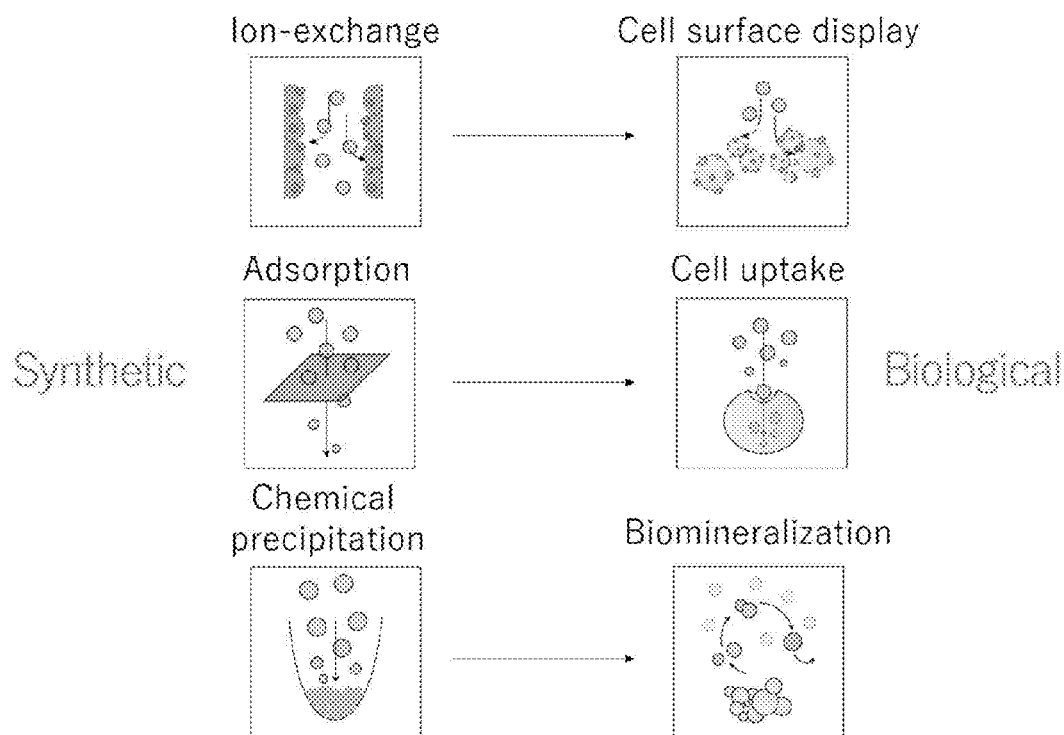 Ion-exchange
Cell surface display
Adsorption
Cell uptake
Synthetic
Biological
Chemical
precipitation
Biomineralization